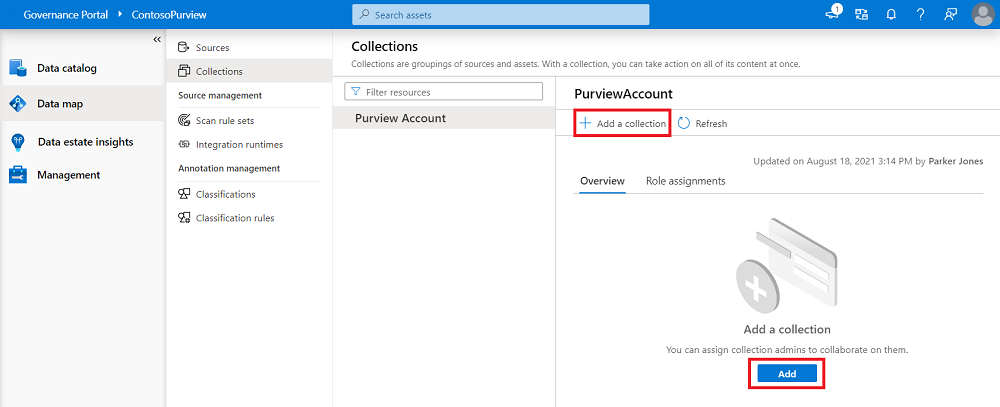 Governance Portal ContosoPurview
Search assets
1
Data catalog
Data map
Data estate insights
Management
Sources
Collections
Source management
Scan rule sets
Integration runtimes
Annotation management
Classifications
Classification rules
Collections
Collections are groupings of sources and assets. With a collection, you can take action on all of its content at once.
Filter resources
Purview Account
PurviewAccount
Add a collection Refresh
Updated on August 18, 2021 3:14 PM by Parker Jones
Overview Role assignments
Add a collection
You can assign collection admins to collaborate on them.
Add